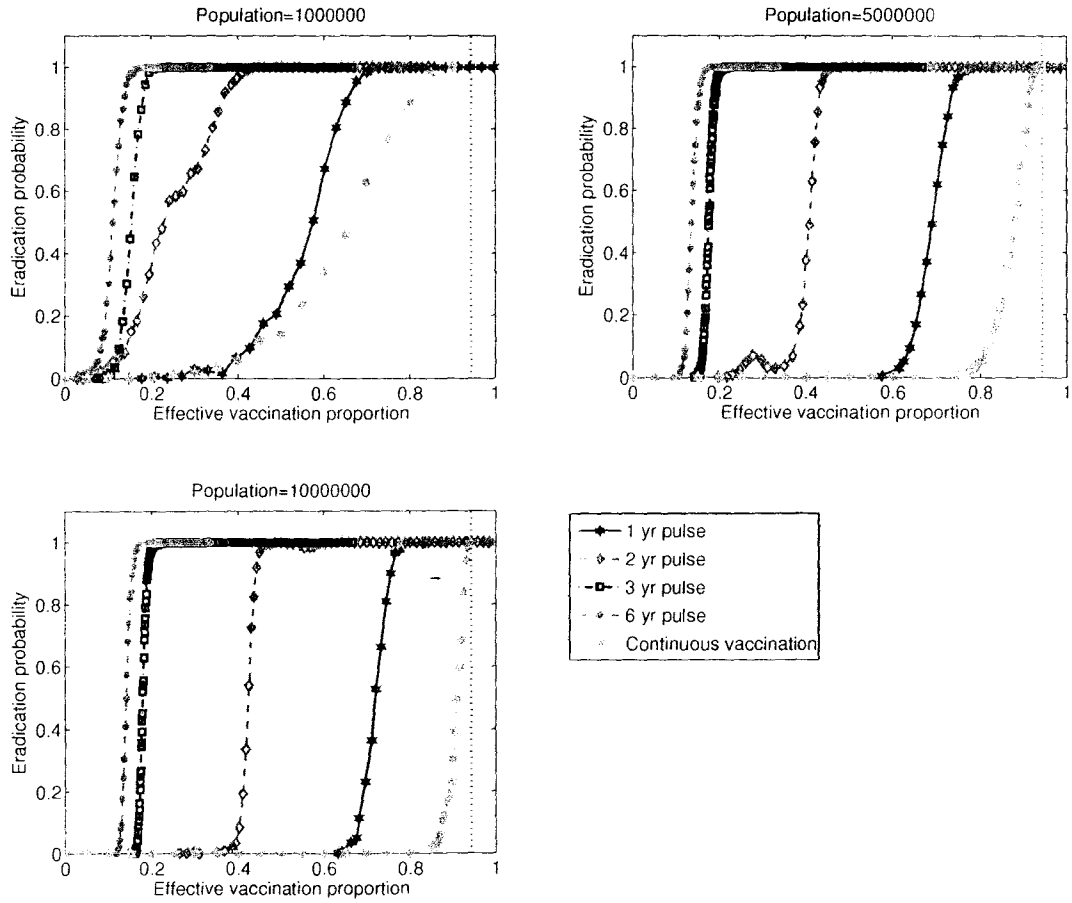 Population=1000000
Eradication probability
1
0.8
0.6
0.4
0.2
0
0
0.2
0.4
0.6
0.8
1
Effective vaccination proportion
Population=5000000
Eradication probability
1
0.8
0.6
0.4
0.2
0
0
0.2
0.4
0.6
0.8
1
Effective vaccination proportion
Population=10000000
Eradication probability
1
0.8
0.6
0.4
0.2
0
0
0.2
0.4
0.6
0.8
1
Effective vaccination proportion
1 yr pulse
2 yr pulse
3 yr pulse
6 yr pulse
Continuous vaccination